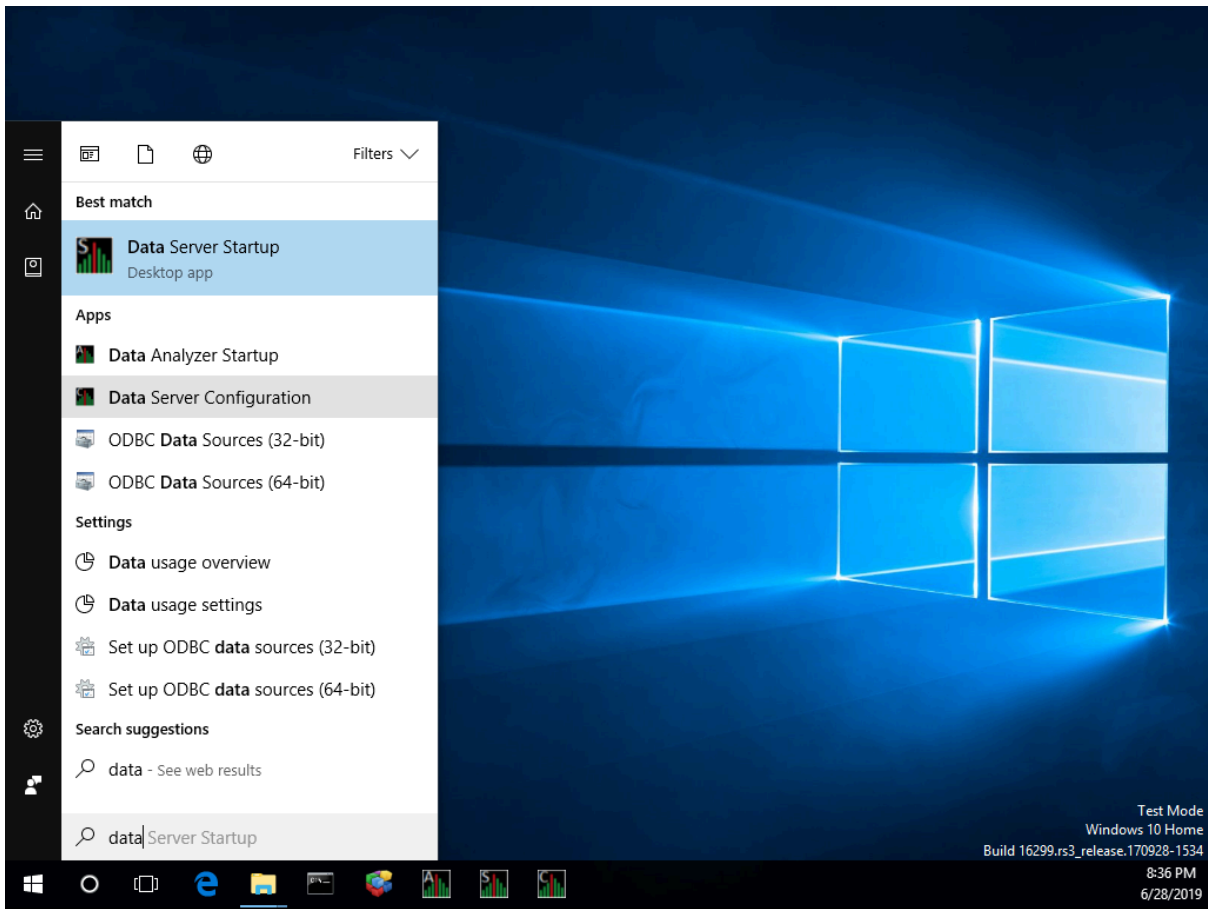 Filters
Best match
Data Server Startup
Desktop app
Apps
Data Analyzer Startup
Data Server Configuration
ODBC Data Sources (32-bit)
ODBC Data Sources (64-bit)
Settings
Data usage overview
Data usage settings
Set up ODBC data sources (32-bit)
Set up ODBC data sources (64-bit)
Search suggestions
data - See web results
data Server Startup
Test Mode
Windows 10 Home
Build 16299.rs3_release.170928-1534
A
S
C
8:36 PM
6/28/2019